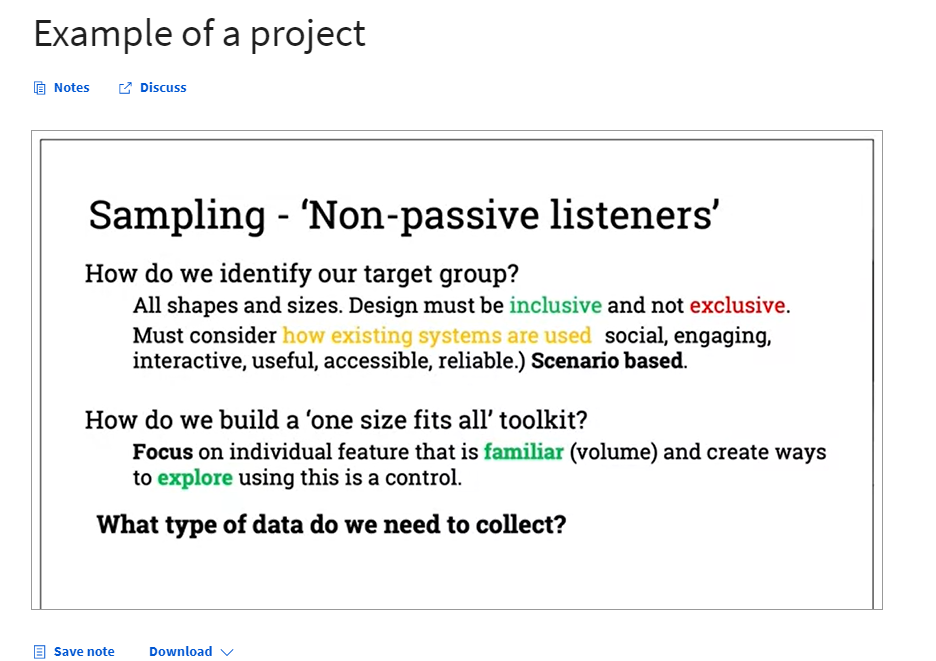 Example of a project
Notes Discuss
Sampling - ‘Non-passive listeners’
How do we identify our target group?
All shapes and sizes. Design must be inclusive and not exclusive.
Must consider how existing systems are used social, engaging,
interactive, useful, accessible, reliable.) Scenario based.
How do we build a ‘one size fits all’ toolkit?
Focus on individual feature that is familiar (volume) and create ways
to explore using this is a control.
What type of data do we need to collect?
Save note Download